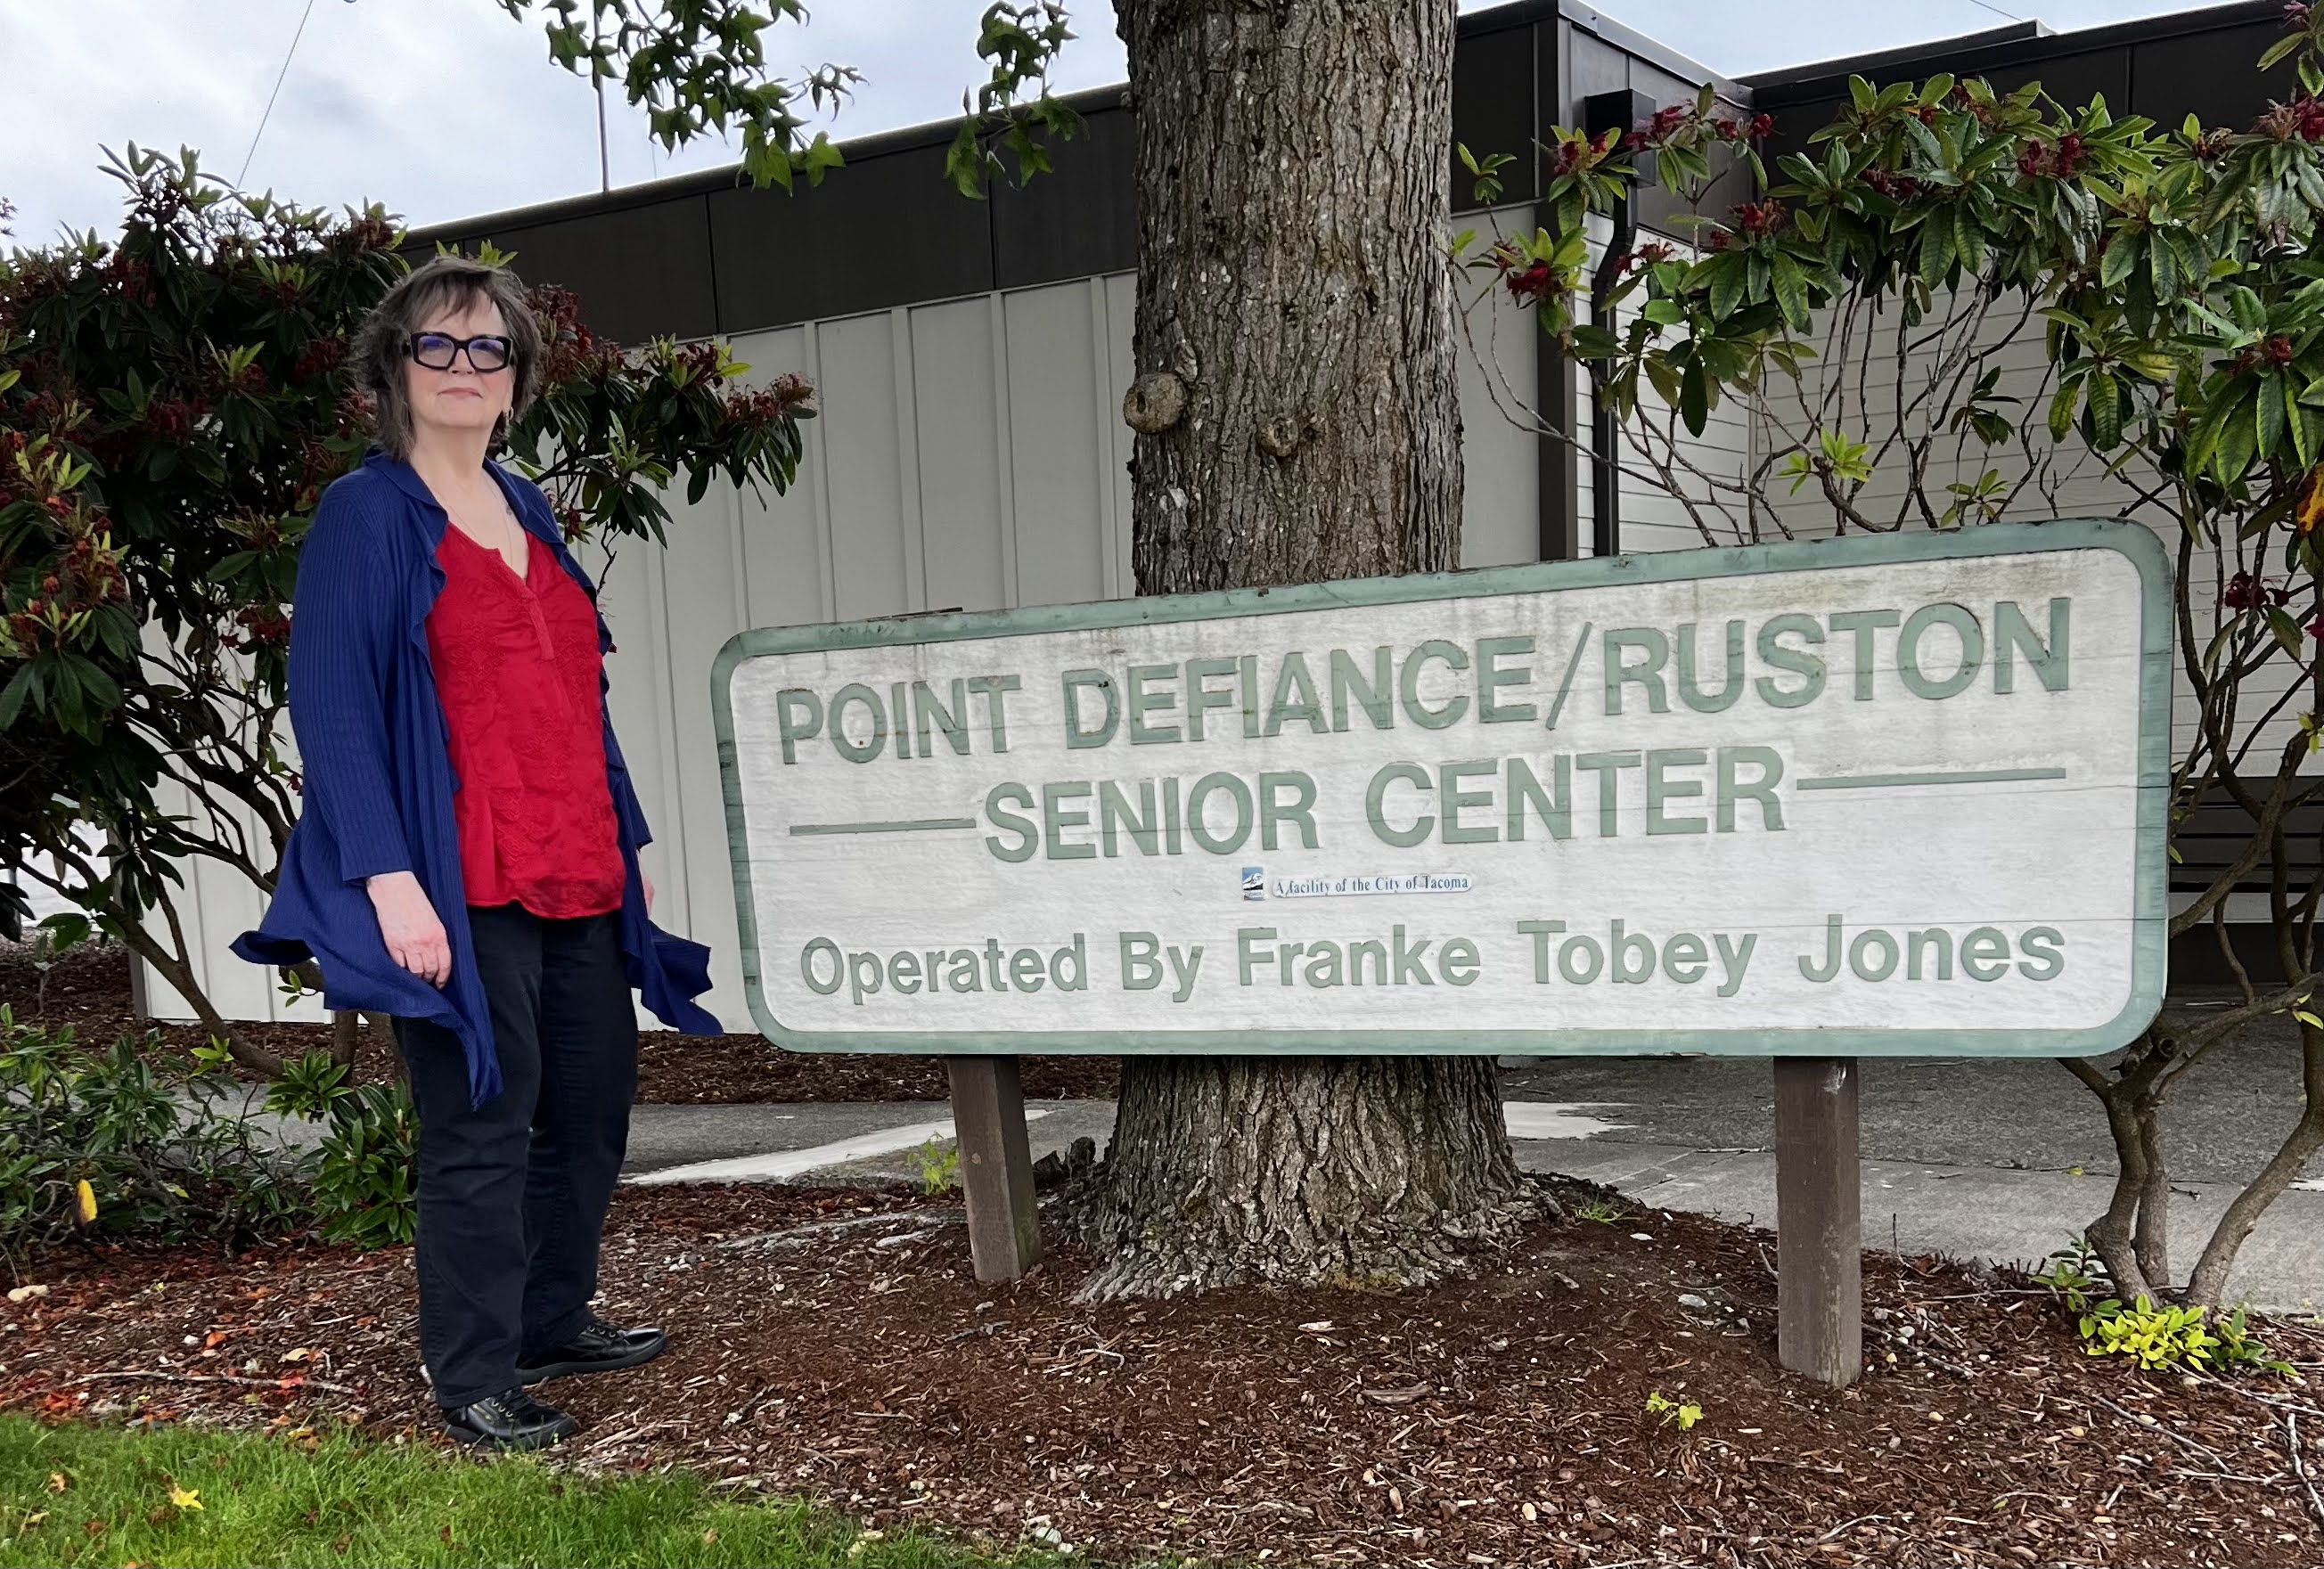 POINT DEFIANCE/RUSTON
SENIOR CENTER
A facility of the City of Tacoma
Operated By Franke Tobey Jones